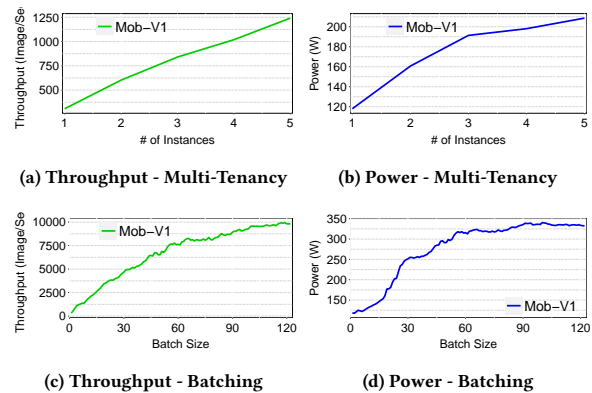 Throughput (Image/Se
1250
1000
750
500
Mob−V1
1 2 3 4 5
# of Instances
(a) Throughput - Multi-Tenancy
Power (W)
200
180
160
140
120
Mob−V1
1 2 3 4 5
# of Instances
(b) Power - Multi-Tenancy
Throughput (Image/Se
10000
7500
5000
2500
0
Mob−V1
0 30 60 90 120
Batch Size
(c) Throughput - Batching
Power (W)
350
300
250
200
150
Mob−V1
0 30 60 90 120
Batch Size
(d) Power - Batching